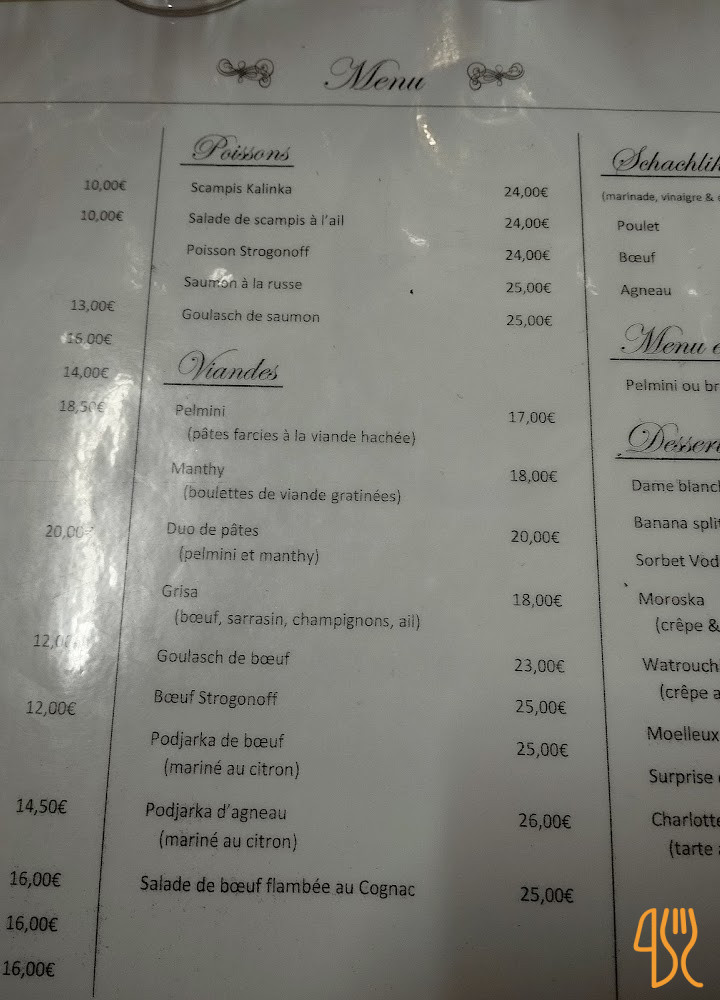 Menu
10,00€
10,00€
13,00€
16,00€
14,00€
18,50€
20,00€
12,00€
14,50€
16,00€
16,00€
16,00€
Poissons
Scampis Kalinka 24,00€
Salade de scampis à l'ail 24,00€
Poisson Strogonoff 24,00€
Saumon à la russe 25,00€
Goulasch de saumon 25,00€
Viandes
Pelmini 17,00€
(pâtes farcies à la viande hachée)
Manthy 18,00€
(boulettes de viande gratinées)
Duo de pâtes 20,00€
(pelmini et manthy)
Grisa 18,00€
(bœuf, sarrasin, champignons, ail)
Goulasch de bœuf 23,00€
Bœuf Strogonoff 25,00€
Podjarka de bœuf 25,00€
(mariné au citron)
Podjarka d'agneau 26,00€
(mariné au citron)
Salade de bœuf flambée au Cognac 25,00€
Schachlih
(marinade, vinaigre &
Poulet
Bœuf
Agneau
Menu
Pelmini ou br
Dessert
Dame blanch
Banana split
Sorbet Vod
Moroska
(crêpe &
Watrouch
(crêpe a
Moelleux
Surprise
Charlotte
(tarte